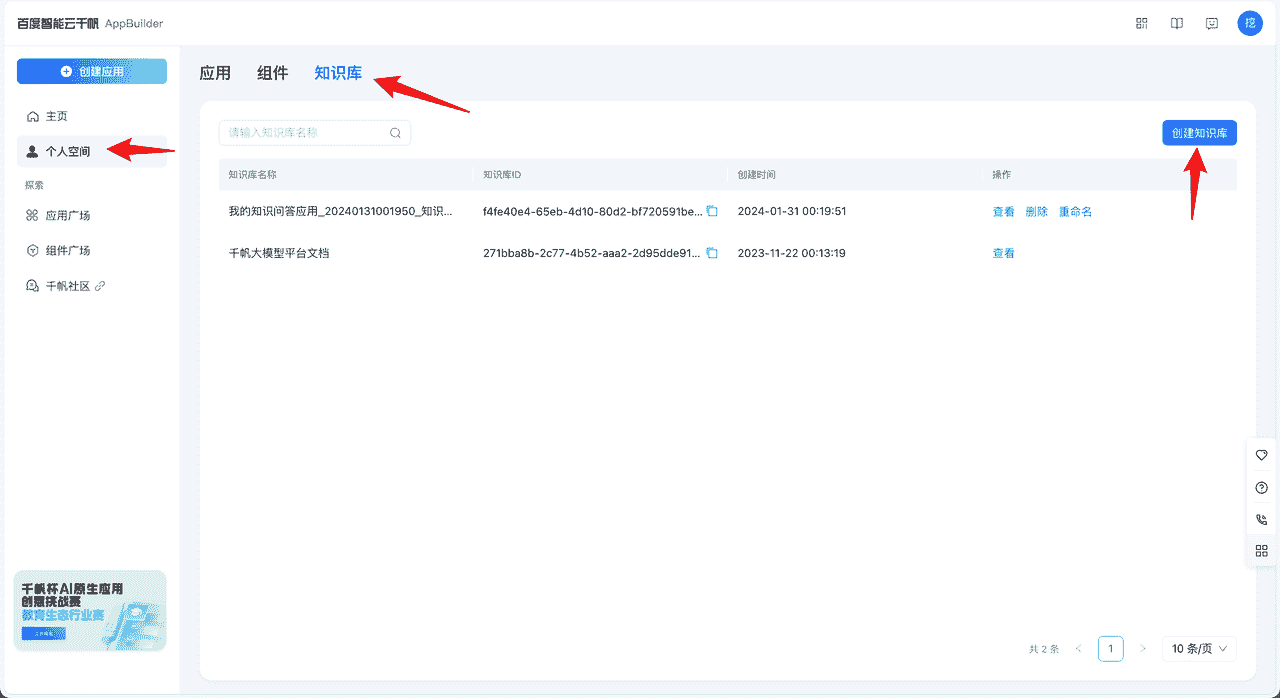 百度智能云千帆 AppBuilder
挖
创建应用
主页
个人空间
探索
应用广场
组件广场
千帆社区
千帆杯AI原生应用
创意挑战赛
教育生态行业赛
应用 组件 知识库
请输入知识库名称
创建知识库
知识库名称 知识库ID 创建时间 操作
我的知识问答应用_20240131001950_知识... f4fe40e4-65eb-4d10-80d2-bf720591be... 2024-01-31 00:19:51 查看 删除 重命名
千帆大模型平台文档 271bba8b-2c77-4b52-aaa2-2d95dde91... 2023-11-22 00:13:19 查看
共 2 条 < 1 > 10 条/页